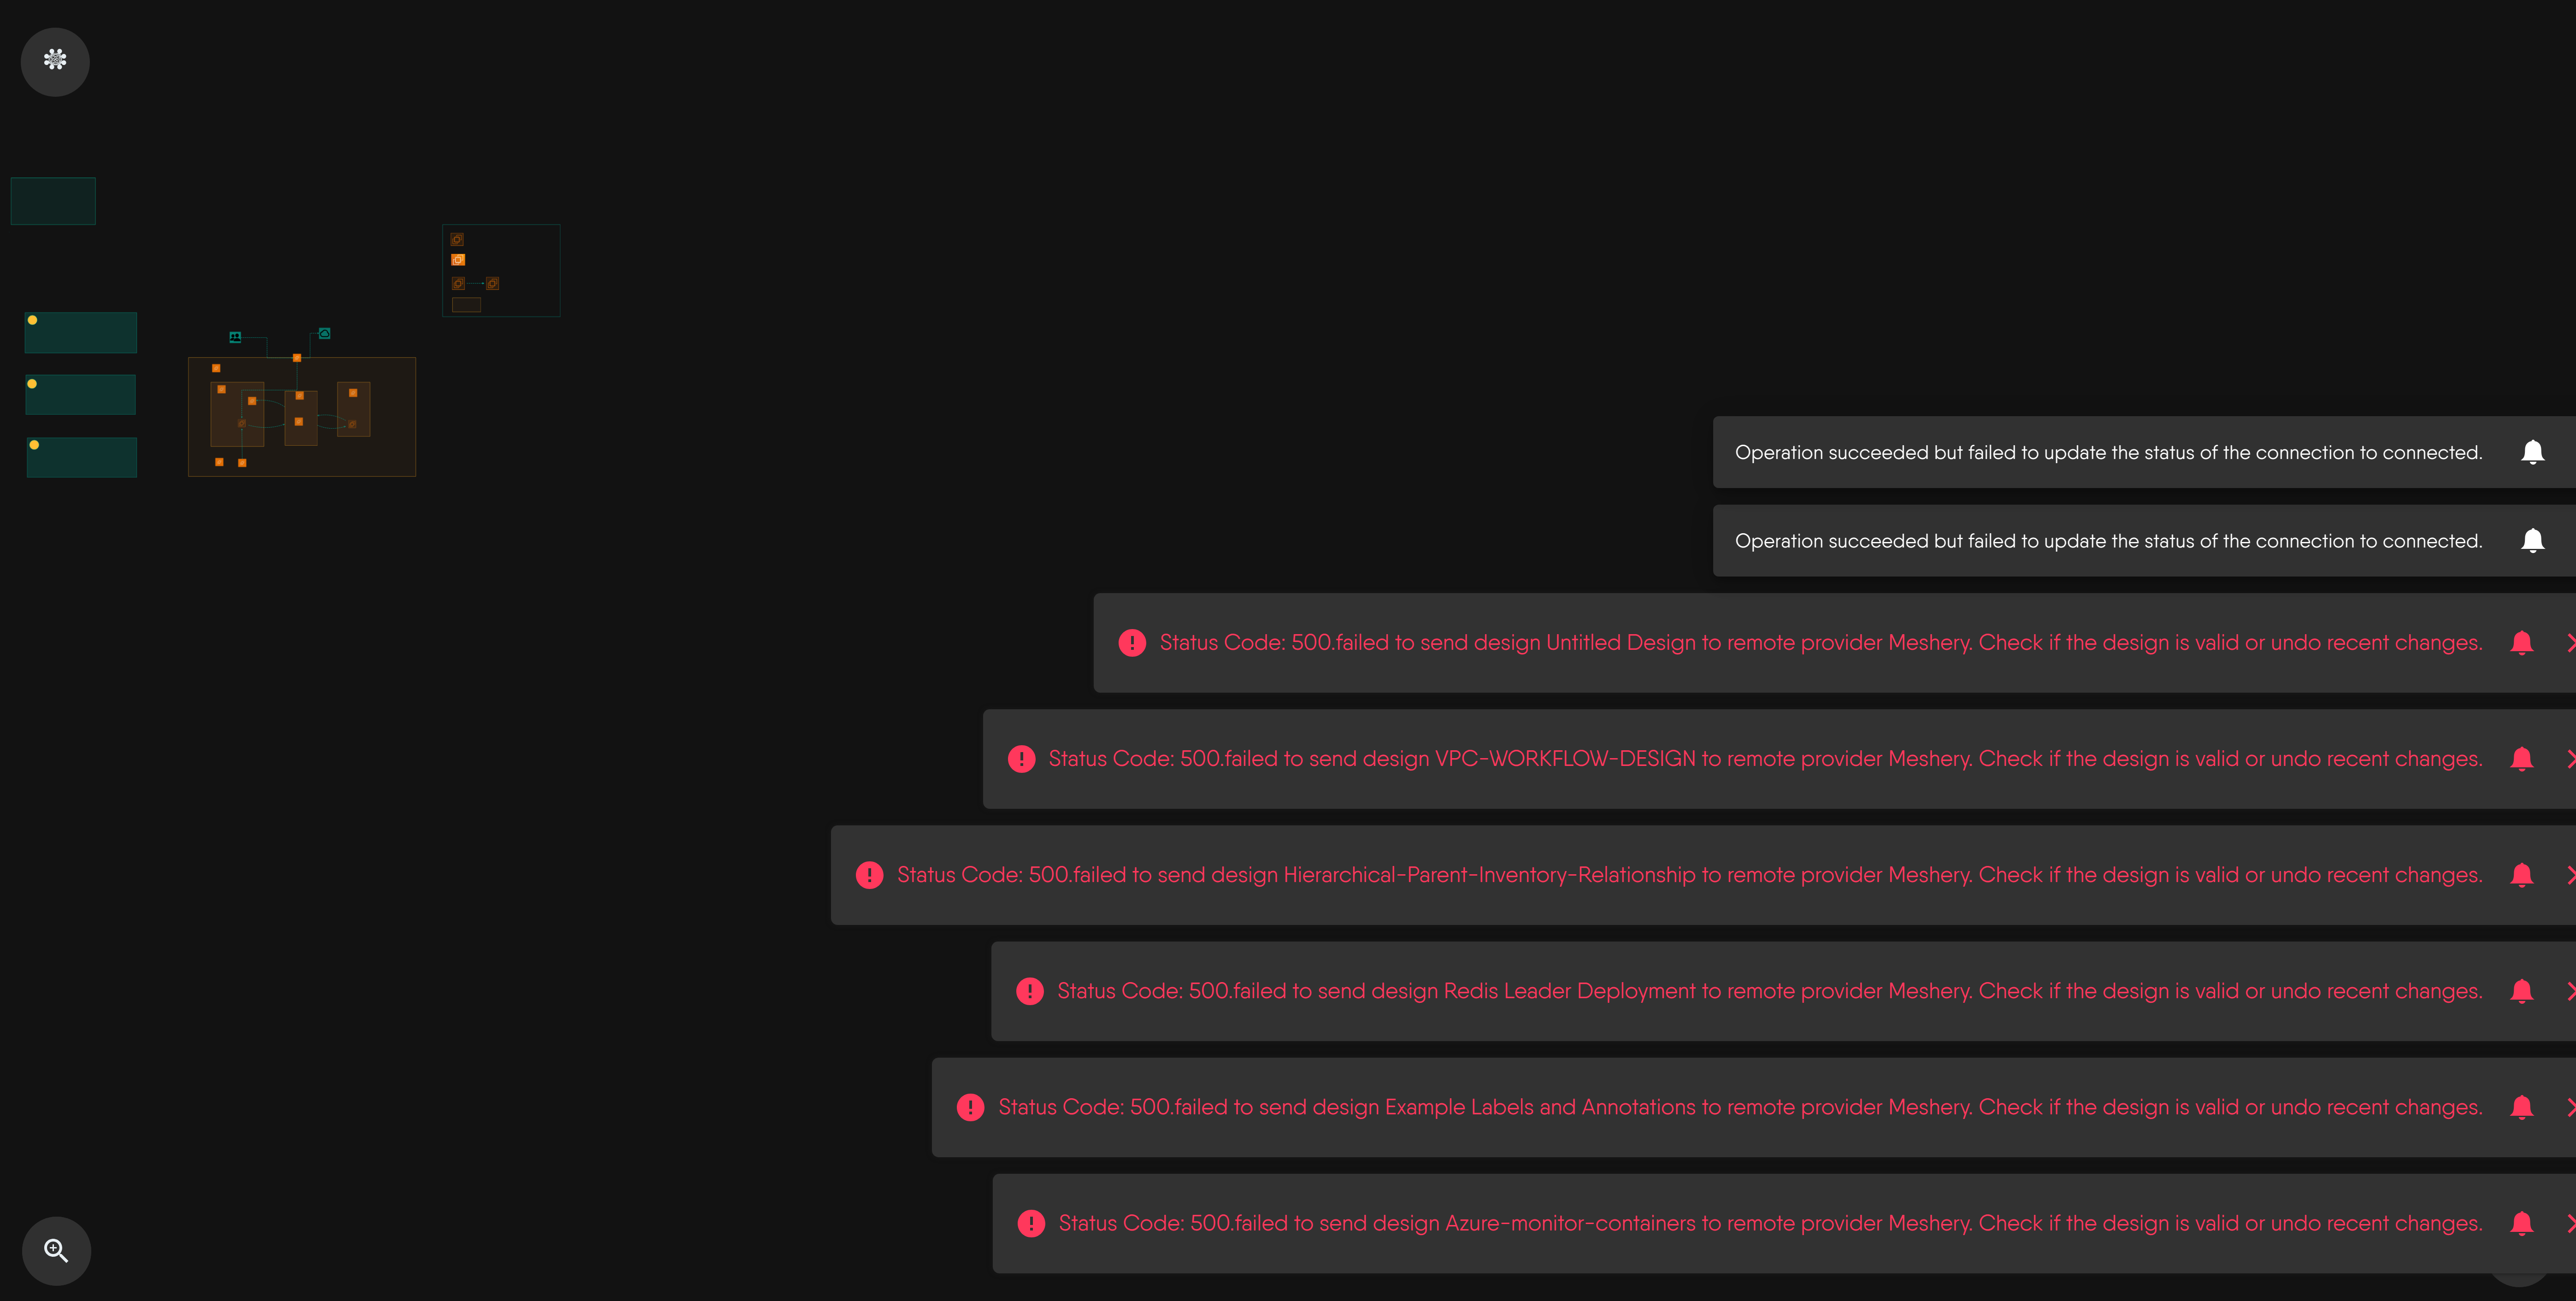 Operation succeeded but failed to update the status of the connection to connected.
Operation succeeded but failed to update the status of the connection to connected.
Status Code: 500.failed to send design Untitled Design to remote provider Meshery. Check if the design is valid or undo recent changes.
Status Code: 500.failed to send design VPC-WORKFLOW-DESIGN to remote provider Meshery. Check if the design is valid or undo recent changes.
Status Code: 500.failed to send design Hierarchical-Parent-Inventory-Relationship to remote provider Meshery. Check if the design is valid or undo recent changes.
Status Code: 500.failed to send design Redis Leader Deployment to remote provider Meshery. Check if the design is valid or undo recent changes.
Status Code: 500.failed to send design Example Labels and Annotations to remote provider Meshery. Check if the design is valid or undo recent changes.
Status Code: 500.failed to send design Azure-monitor-containers to remote provider Meshery. Check if the design is valid or undo recent changes.